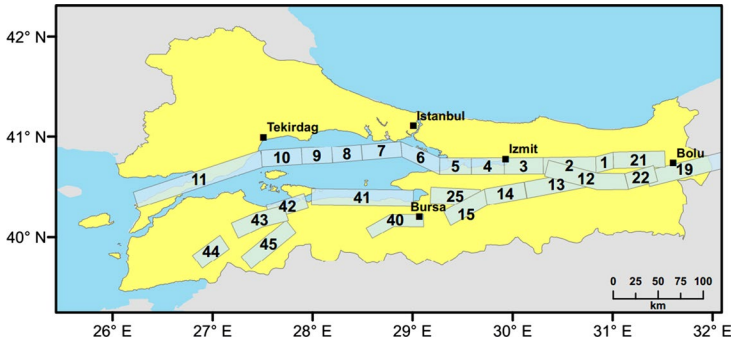 42° N
41° N
40° N
Istanbul
Tekirdag
Izmit
Bolu
Bursa
10
9
8
7
6
5
4
3
2
1
21
11
12
22
19
13
14
25
15
41
42
40
43
45
44
0 25 50 75 100
km
26° E 27° E 28° E 29° E 30° E 31° E 32° E